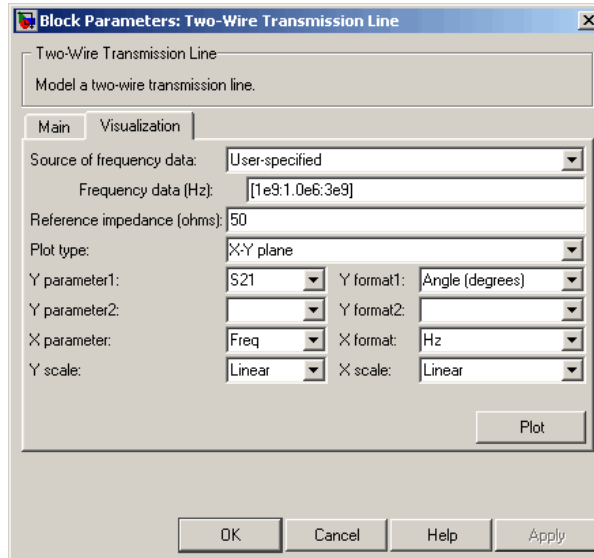 Block Parameters: Two-Wire Transmission Line
Two-Wire Transmission Line
Model a two-wire transmission line.
Main Visualization
Source of frequency data: User-specified
Frequency data (Hz): [1e9:1.0e6:3e9]
Reference impedance (ohms): 50
Plot type: X-Y plane
Y parameter1: S21 Y format1: Angle (degrees)
Y parameter2: Y format2:
X parameter: Freq X format: Hz
Y scale: Linear X scale: Linear
Plot
OK Cancel Help Apply